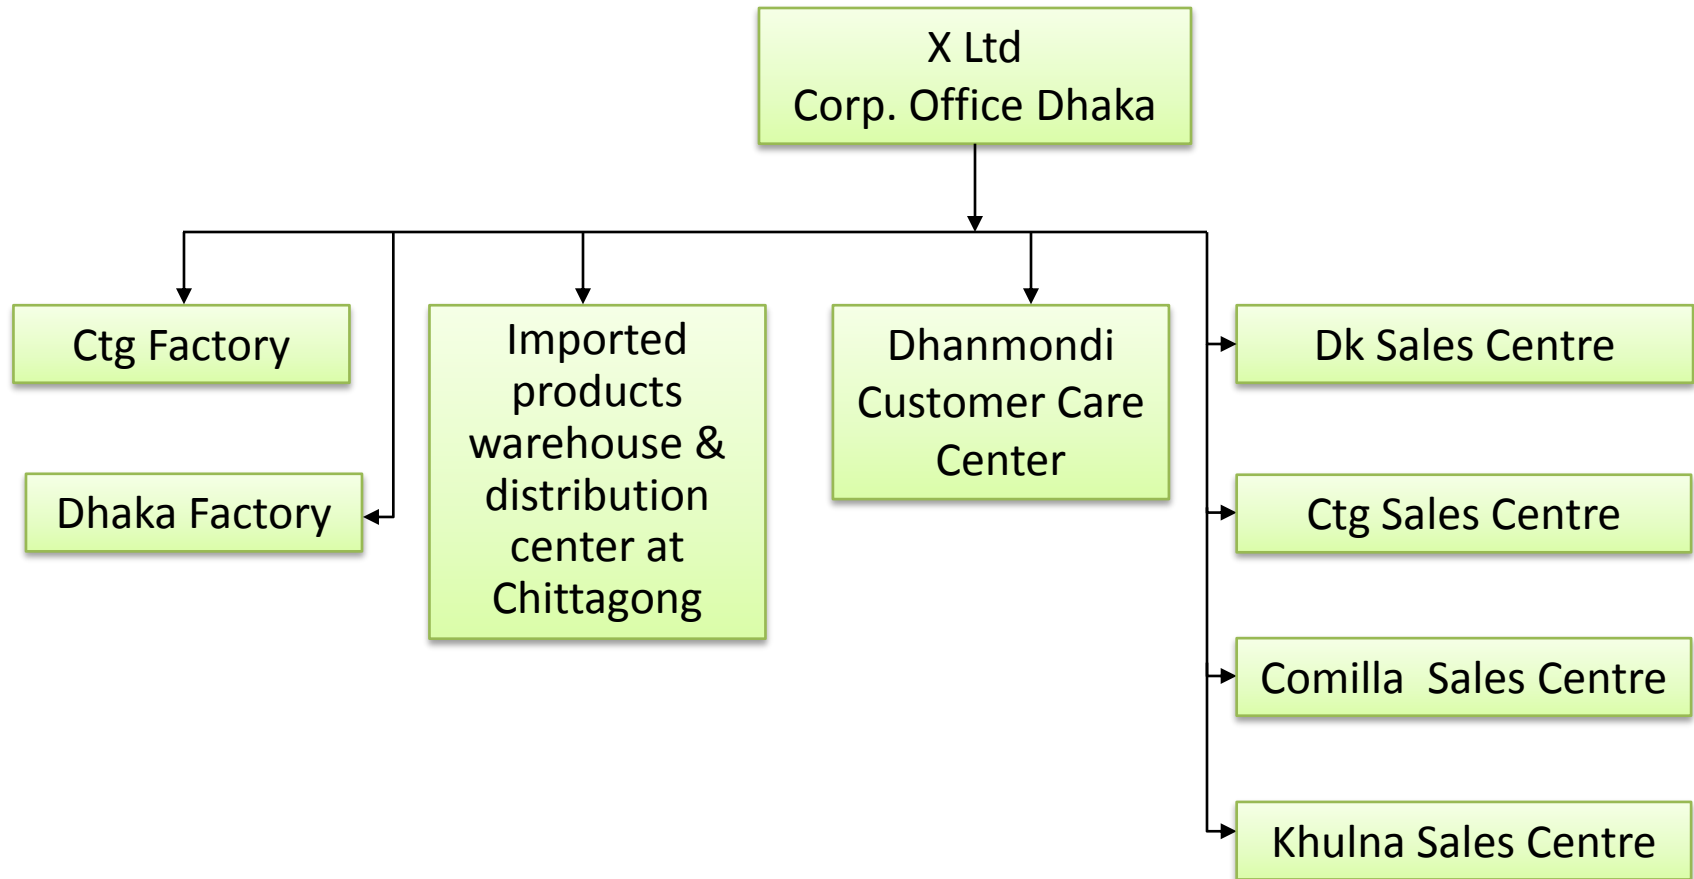 X Ltd
Corp. Office Dhaka
Ctg Factory
Dhaka Factory
Imported
products
warehouse &
distribution
center at
Chittagong
Dhanmondi
Customer Care
Center
Dk Sales Centre
Ctg Sales Centre
Comilla  Sales Centre
Khulna Sales Centre